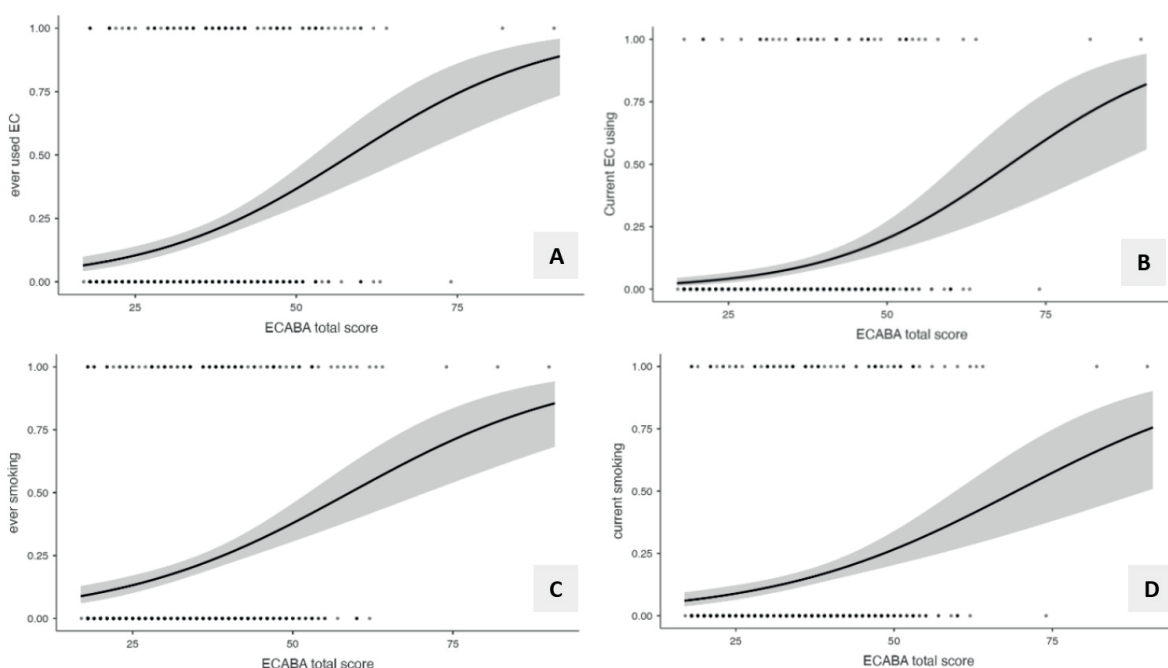 1.00
0.75
0.50
0.25
0.00
ever used EC
25 50 75
ECABA total score
A
1.00
0.75
0.50
0.25
0.00
Current EC using
25 50 75
ECABA total score
B
1.00
0.75
0.50
0.25
0.00
ever smoking
25 50 75
ECABA total score
C
1.00
0.75
0.50
0.25
0.00
current smoking
25 50 75
ECABA total score
D